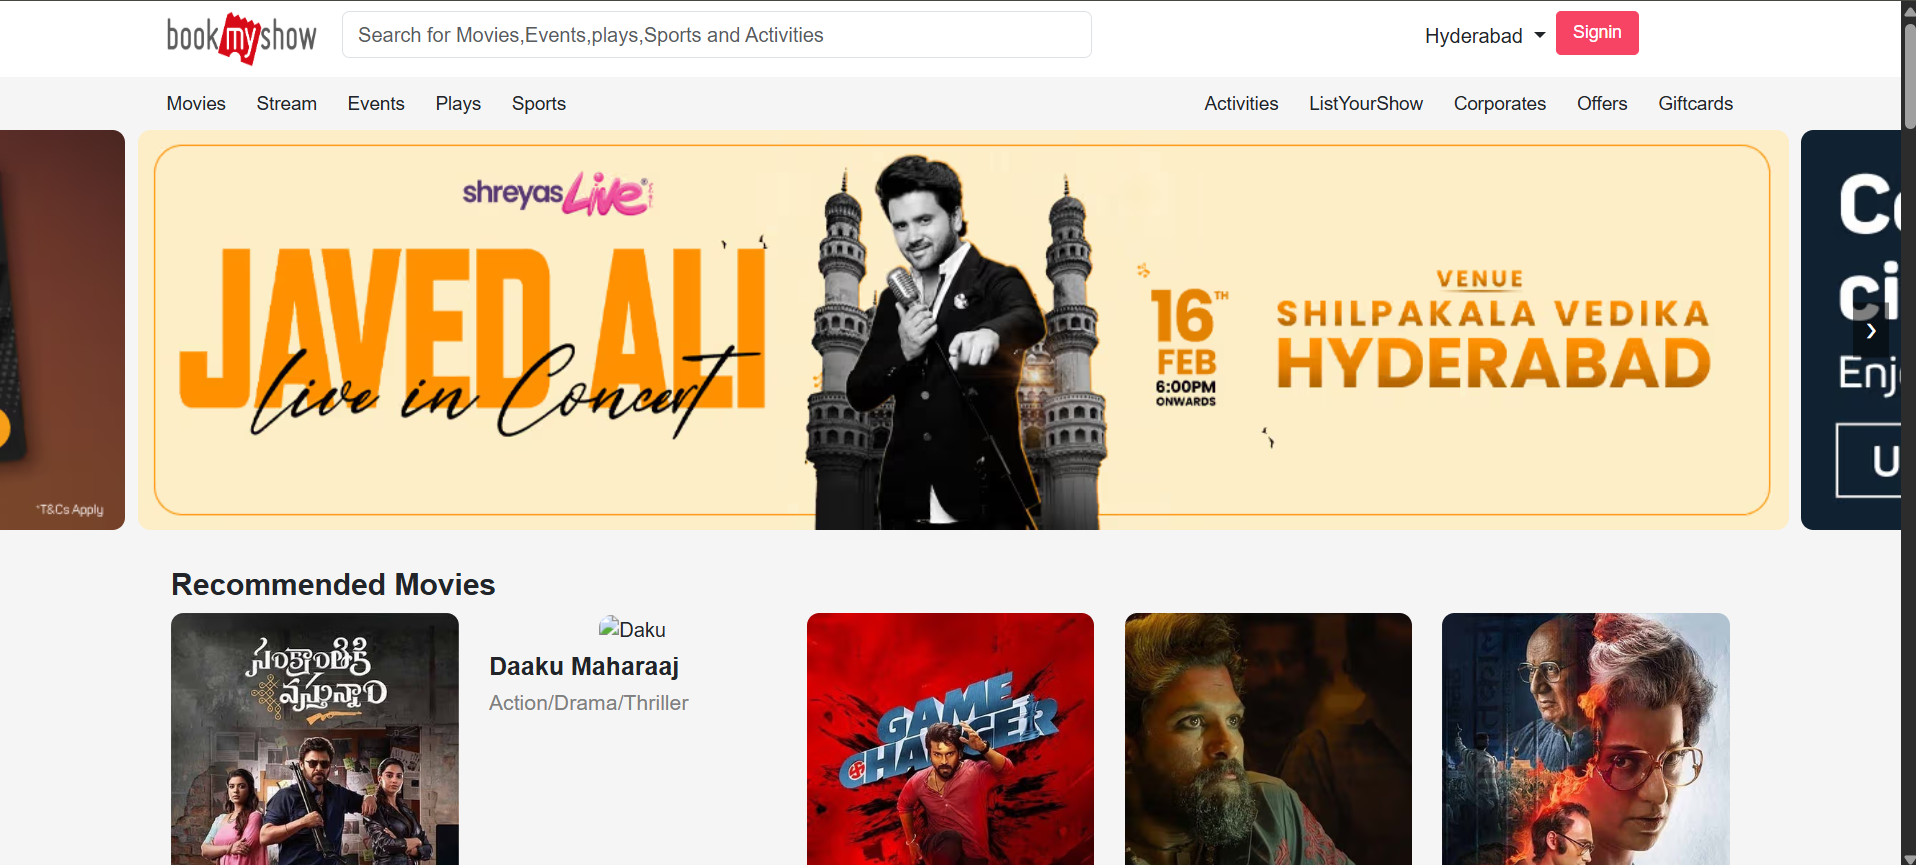 bookmyshow
Search for Movies,Events,plays,Sports and Activities
Hyderabad
Signin
Movies Stream Events Plays Sports
Activities ListYourShow Corporates Offers Giftcards
*T&Cs Apply
shreyas Live®
JAVED ALI
Live in Concert
16TH
FEB
6:00PM
ONWARDS
VENUE
SHILPAKALA VEDIKA
HYDERABAD
Enj
U
Recommended Movies
సంక్రాంతికి
వస్తున్నాం
Daku
Daaku Maharaaj
Action/Drama/Thriller
GAME
CHANGER